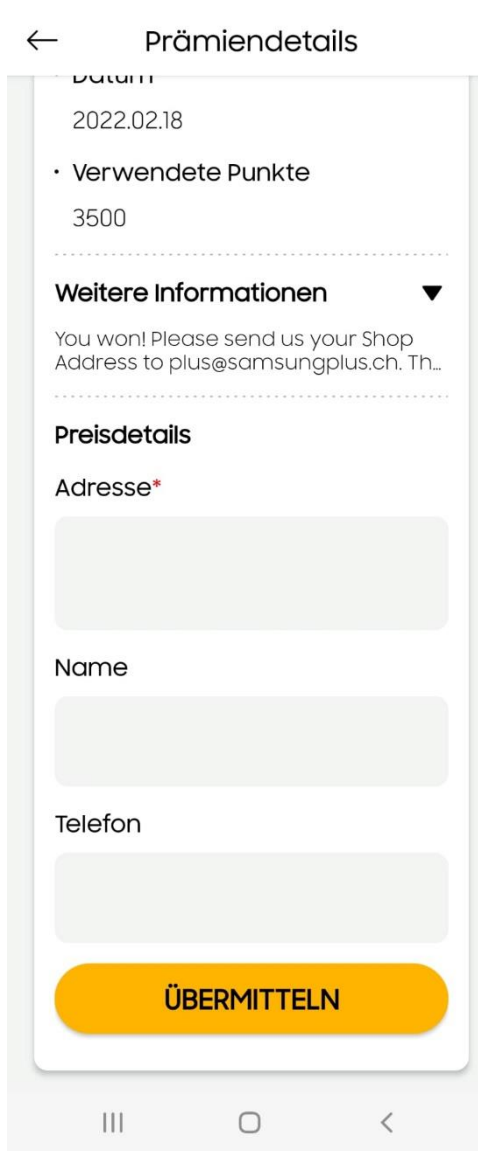 Prämiendetails
· Datum
2022.02.18
· Verwendete Punkte
3500
Weitere Informationen
You won! Please send us your Shop
Address to plus@samsungplus.ch. Th...
Preisdetails
Adresse*
Name
Telefon
ÜBERMITTELN